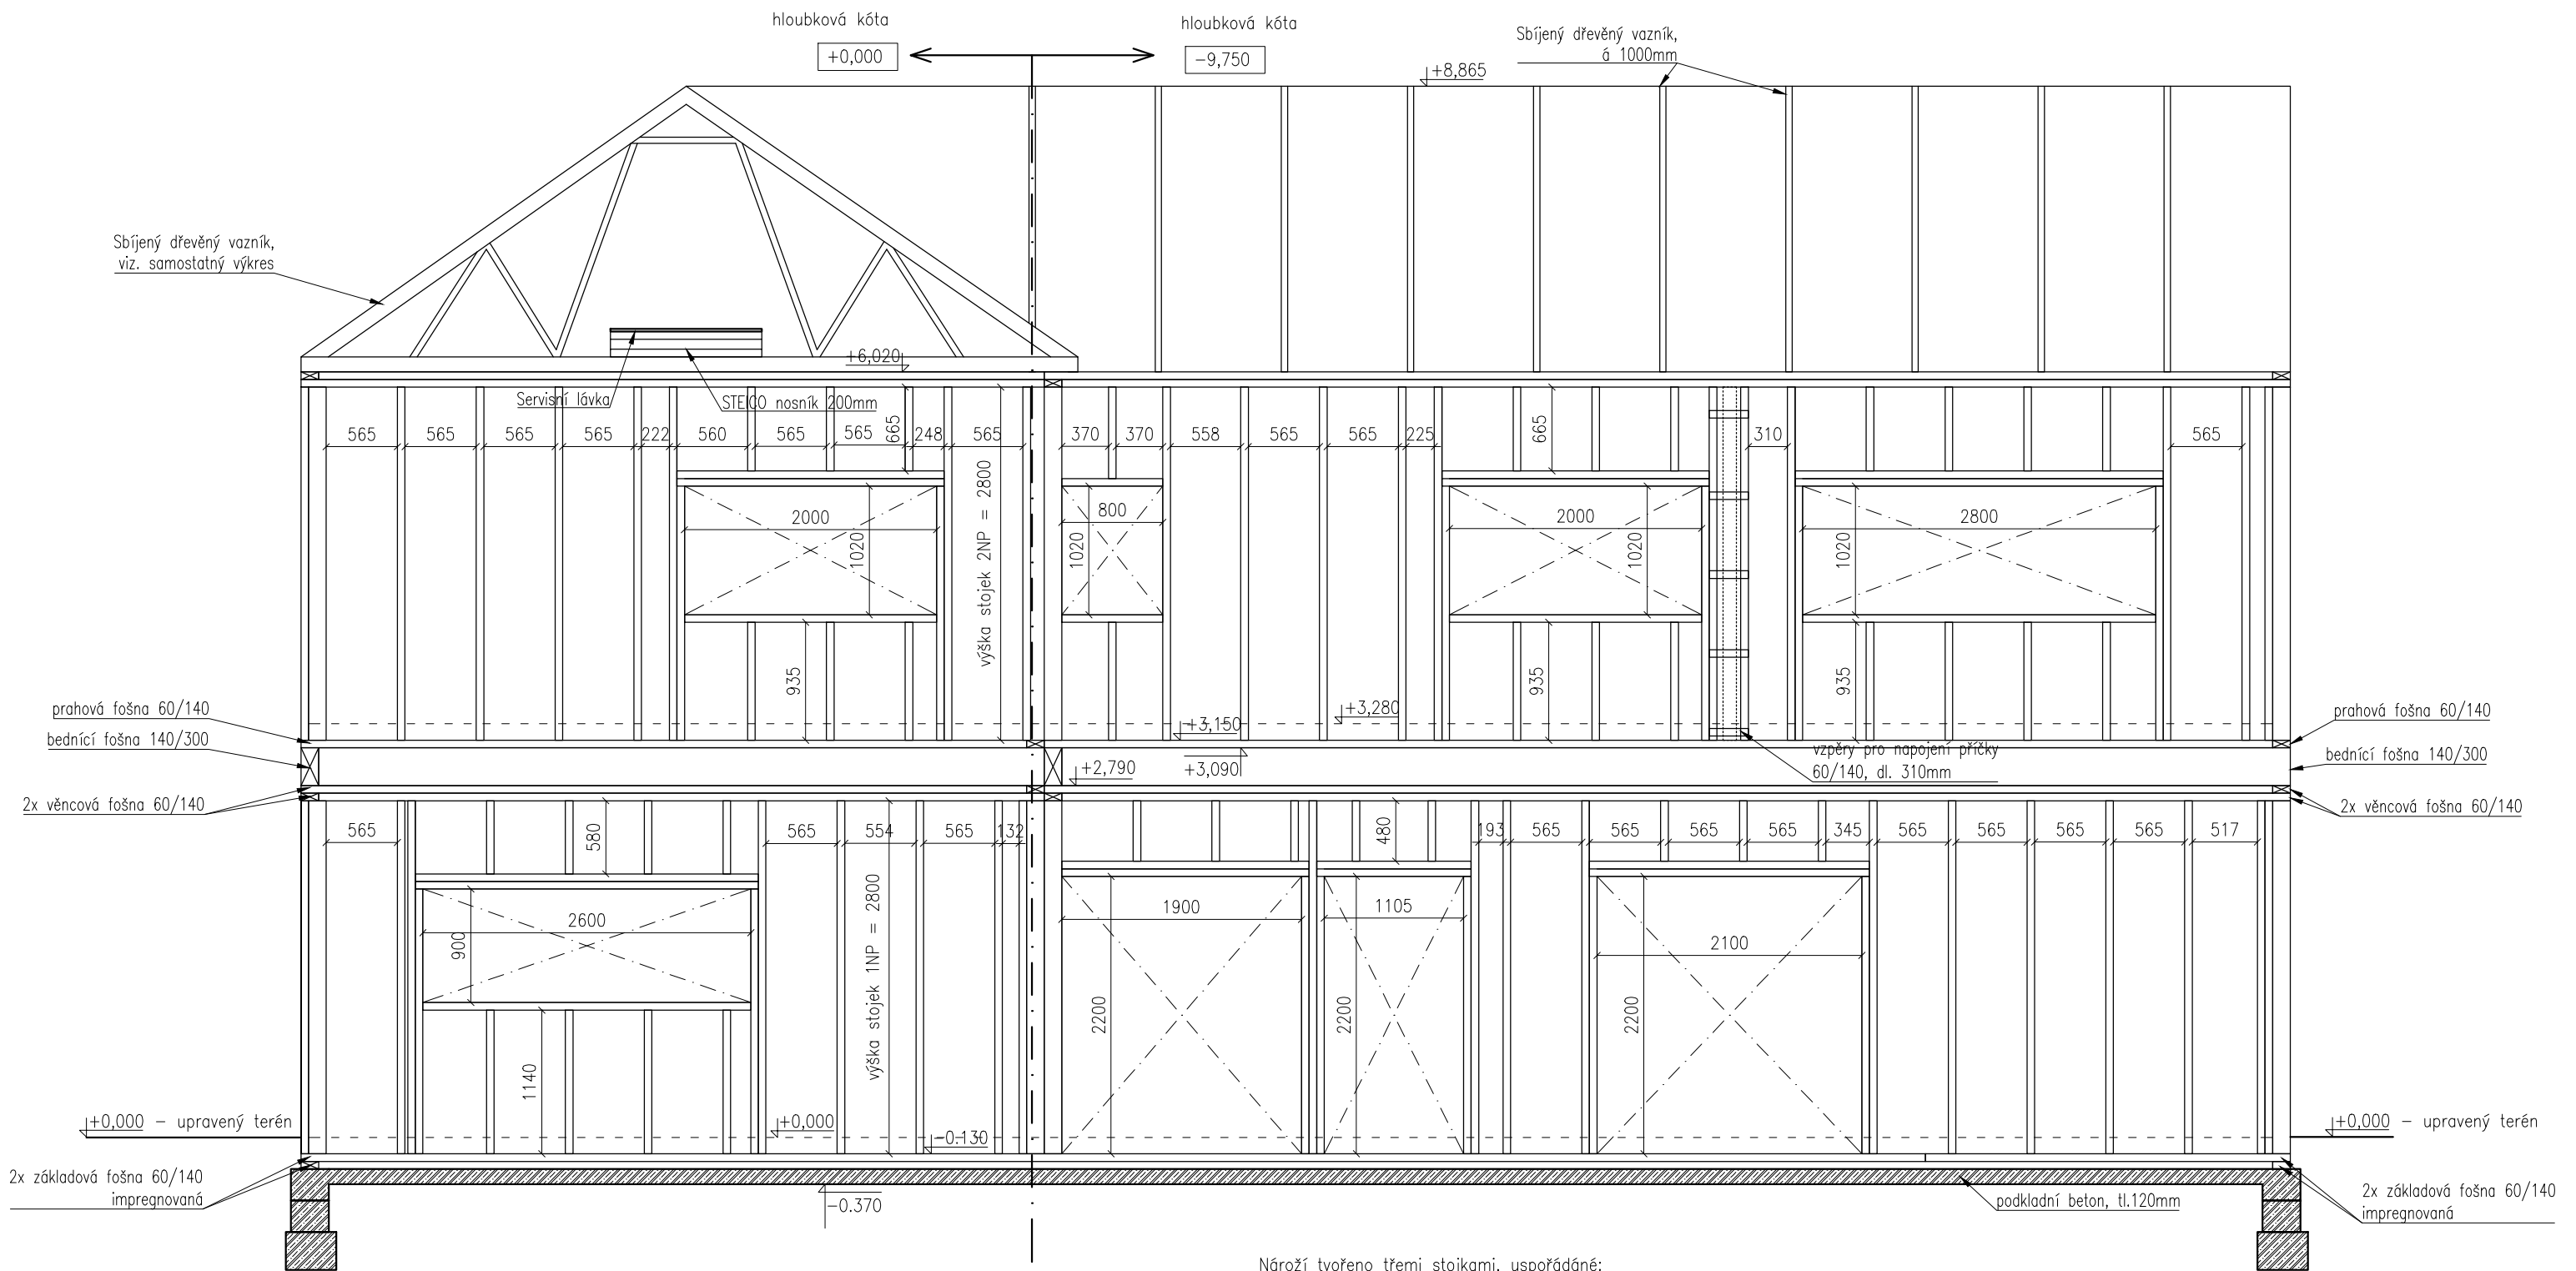 hloubková kóta
+0,000
hloubková kóta
-9,750
Sbíjený dřevěný vazník,
á 1000mm
+8,865
Sbíjený dřevěný vazník,
viz. samostatný výkres
+6,020
Servisní lávka
STEICO nosník 200mm
565
565
565
565
222
560
565
565
665
248
565
370
370
558
565
565
225
665
310
565
2000
1020
výška stojek 2NP = 2800
800
1020
2000
1020
2800
1020
935
935
935
prahová fošna 60/140
bednící fošna 140/300
2x věncová fošna 60/140
+3,150
+3,280
+3,090
+2,790
vzpěry pro napojení příčky
60/140, dl. 310mm
prahová fošna 60/140
bednící fošna 140/300
2x věncová fošna 60/140
565
580
565
554
565
132
480
193
565
565
565
565
345
565
565
565
565
517
2600
900
1140
výška stojek 1NP = 2800
1900
2200
1105
2200
2100
2200
+0,000 - upravený terén
+0,000
-0.130
+0,000 - upravený terén
2x základová fošna 60/140
impregnovaná
-0.370
podkladní beton, tl.120mm
2x základová fošna 60/140
impregnovaná
Nároží tvořeno třemi stojkami, uspořádáné: